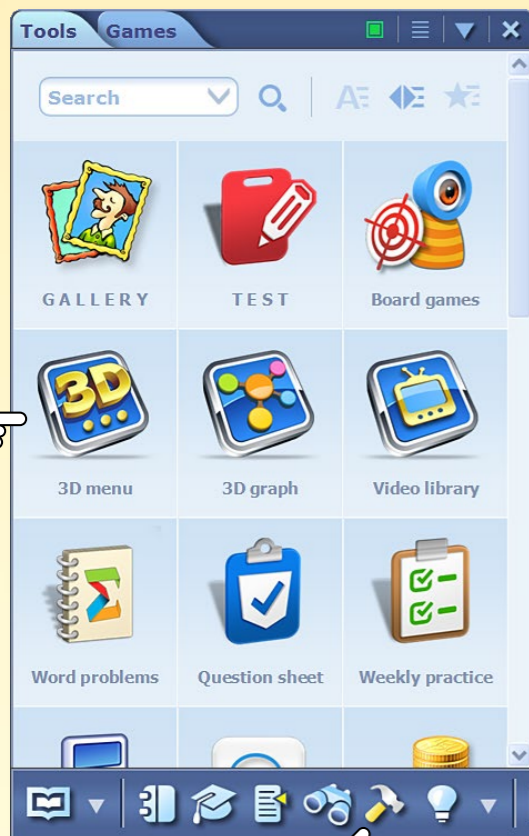 Tools Games
Search
GALLERY TEST Board games
3D
3D menu 3D graph Video library
Word problems Question sheet Weekly practice